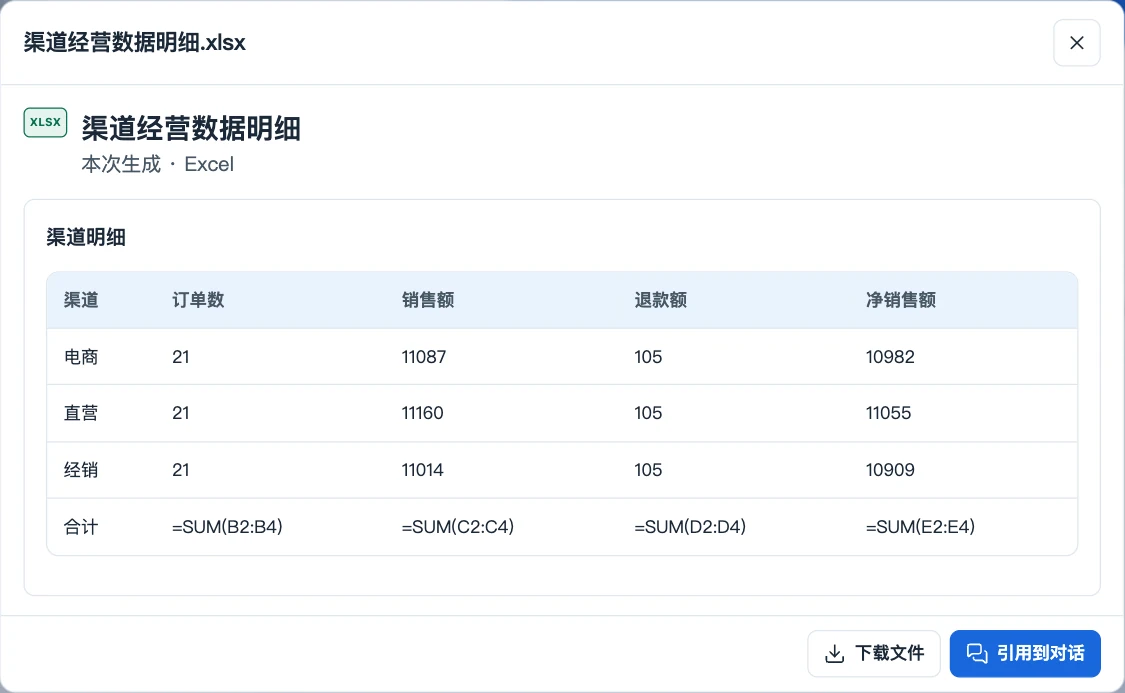 渠道经营数据明细.xlsx
XLSX
渠道经营数据明细
本次生成 · Excel
渠道明细
渠道 订单数 销售额 退款额 净销售额
电商 21 11087 105 10982
直营 21 11160 105 11055
经销 21 11014 105 10909
合计 =SUM(B2:B4) =SUM(C2:C4) =SUM(D2:D4) =SUM(E2:E4)
下载文件 引用到对话